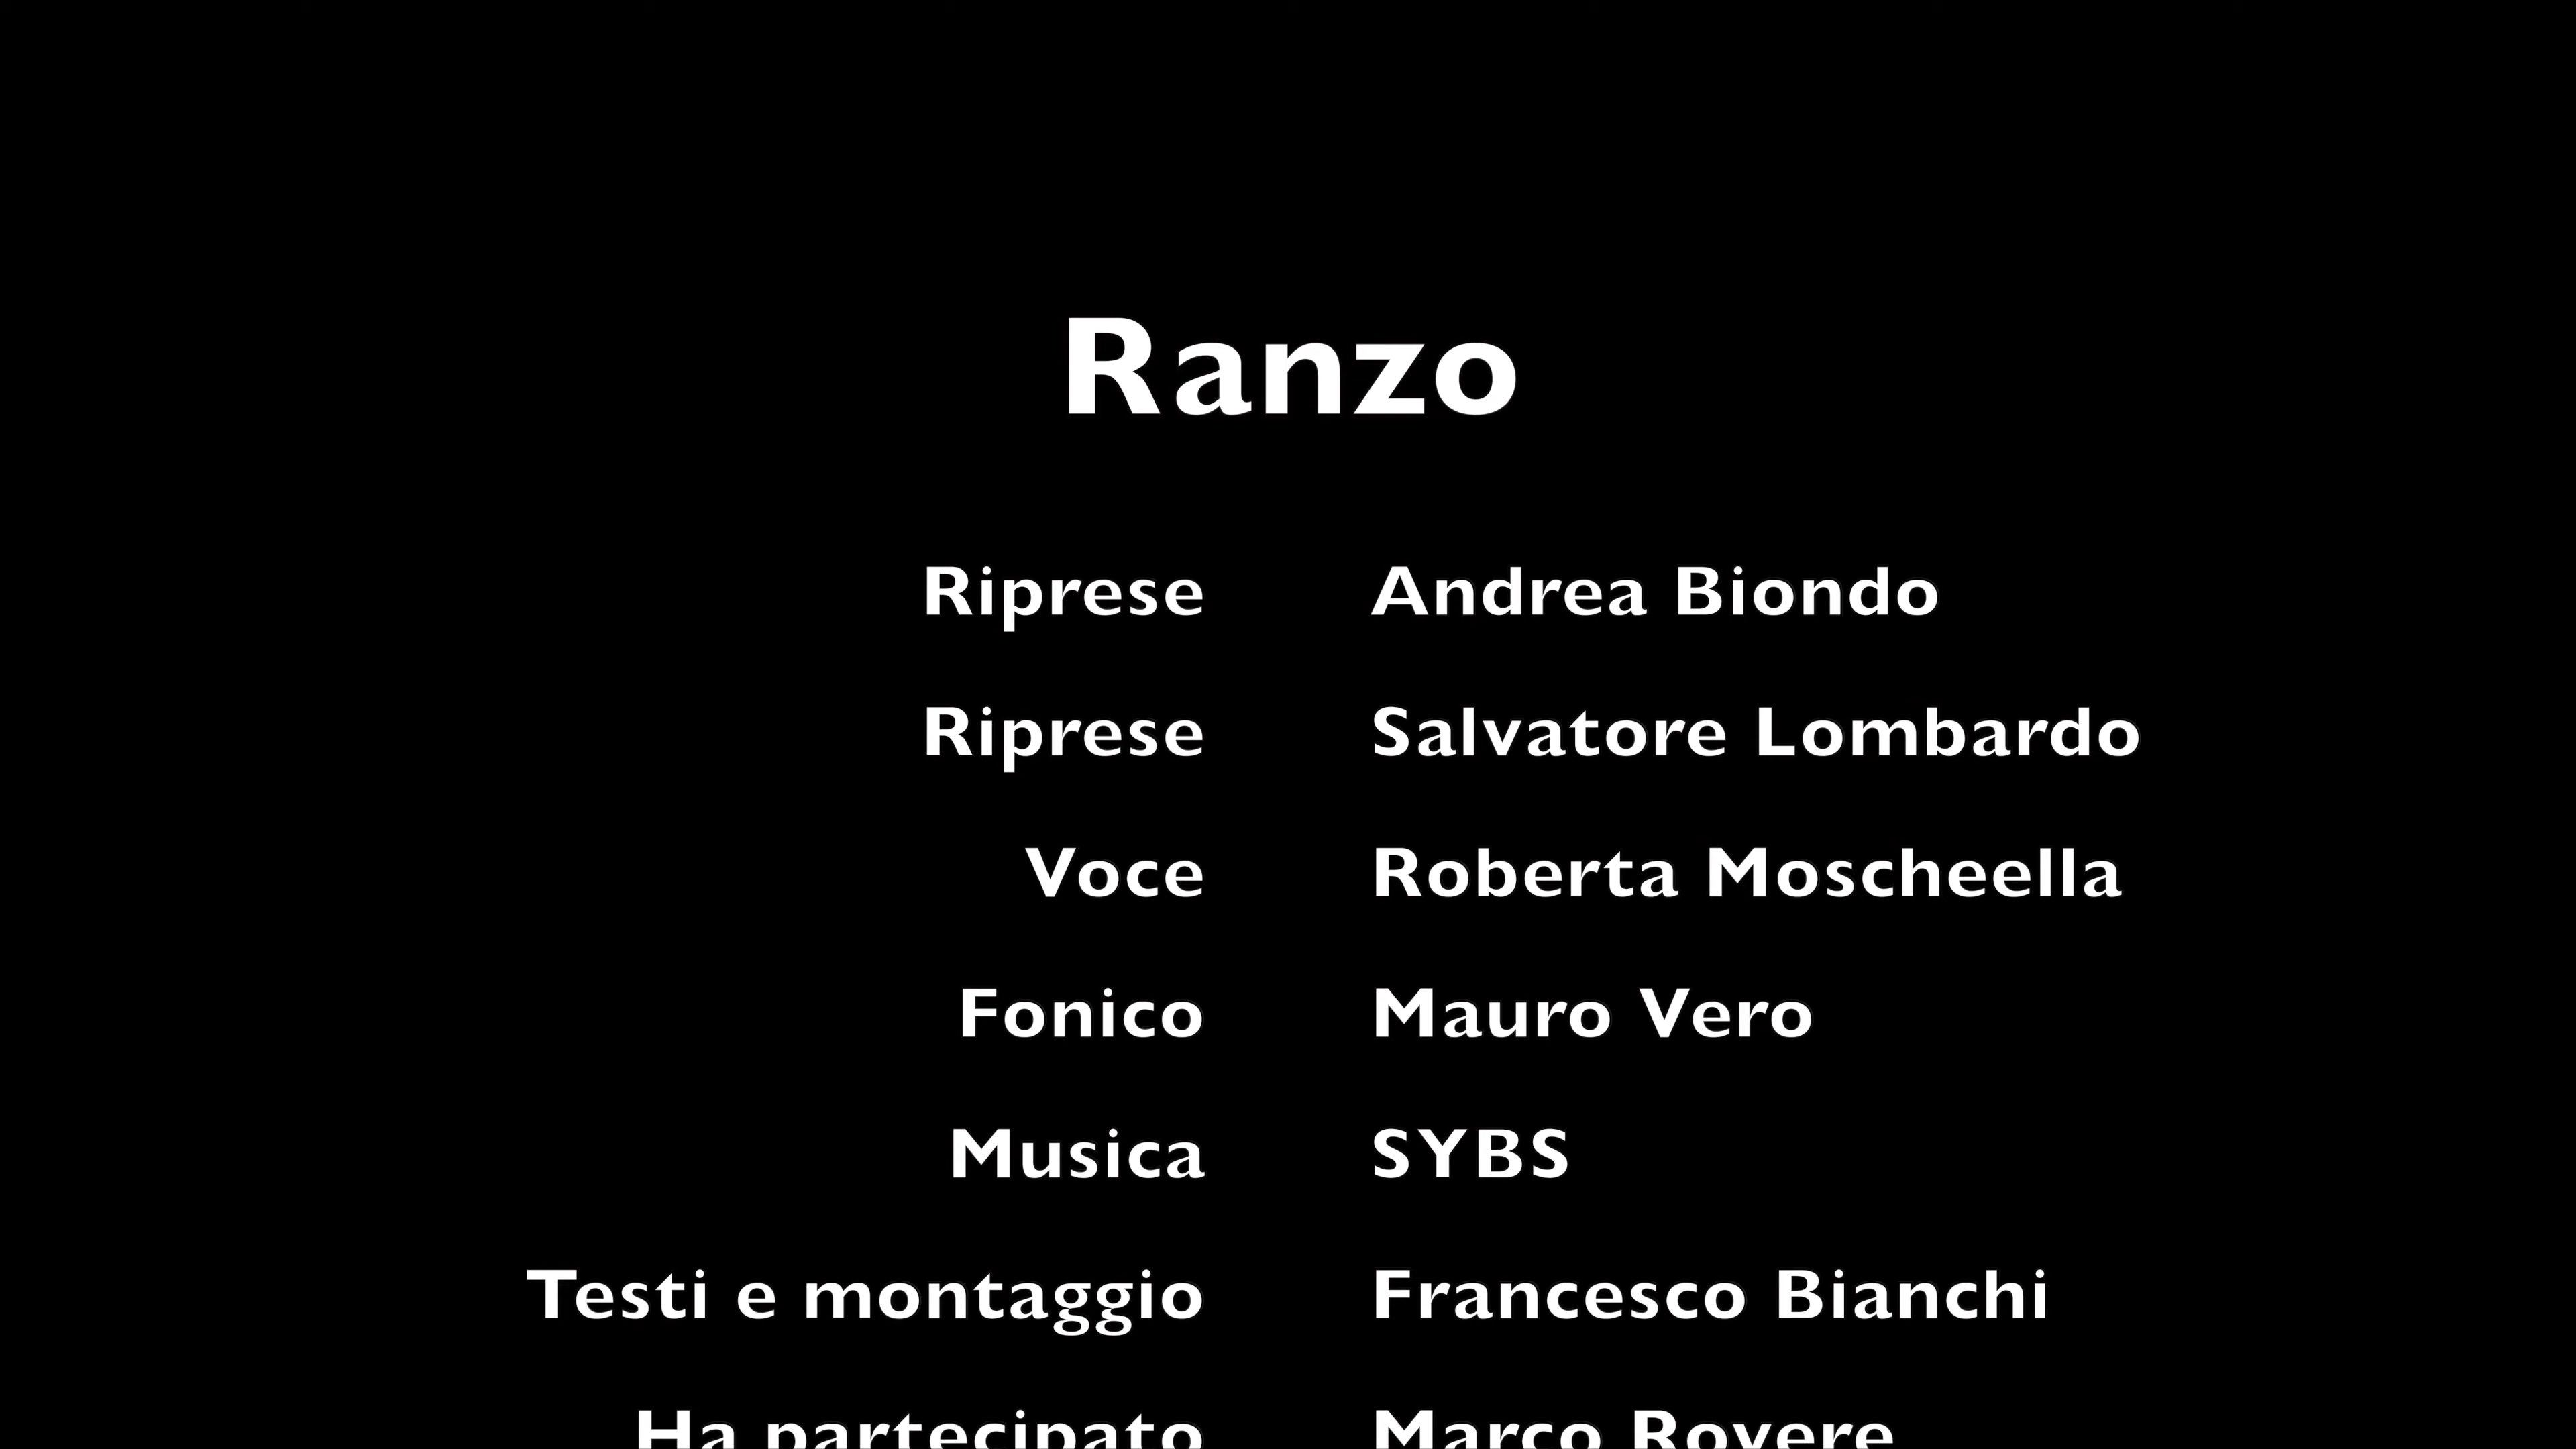 Ranzo
Riprese Andrea Biondo
Riprese Salvatore Lombardo
Voce Roberta Moscheella
Fonico Mauro Vero
Musica SYBS
Testi e montaggio Francesco Bianchi
Ha partecipato Marco Rovere